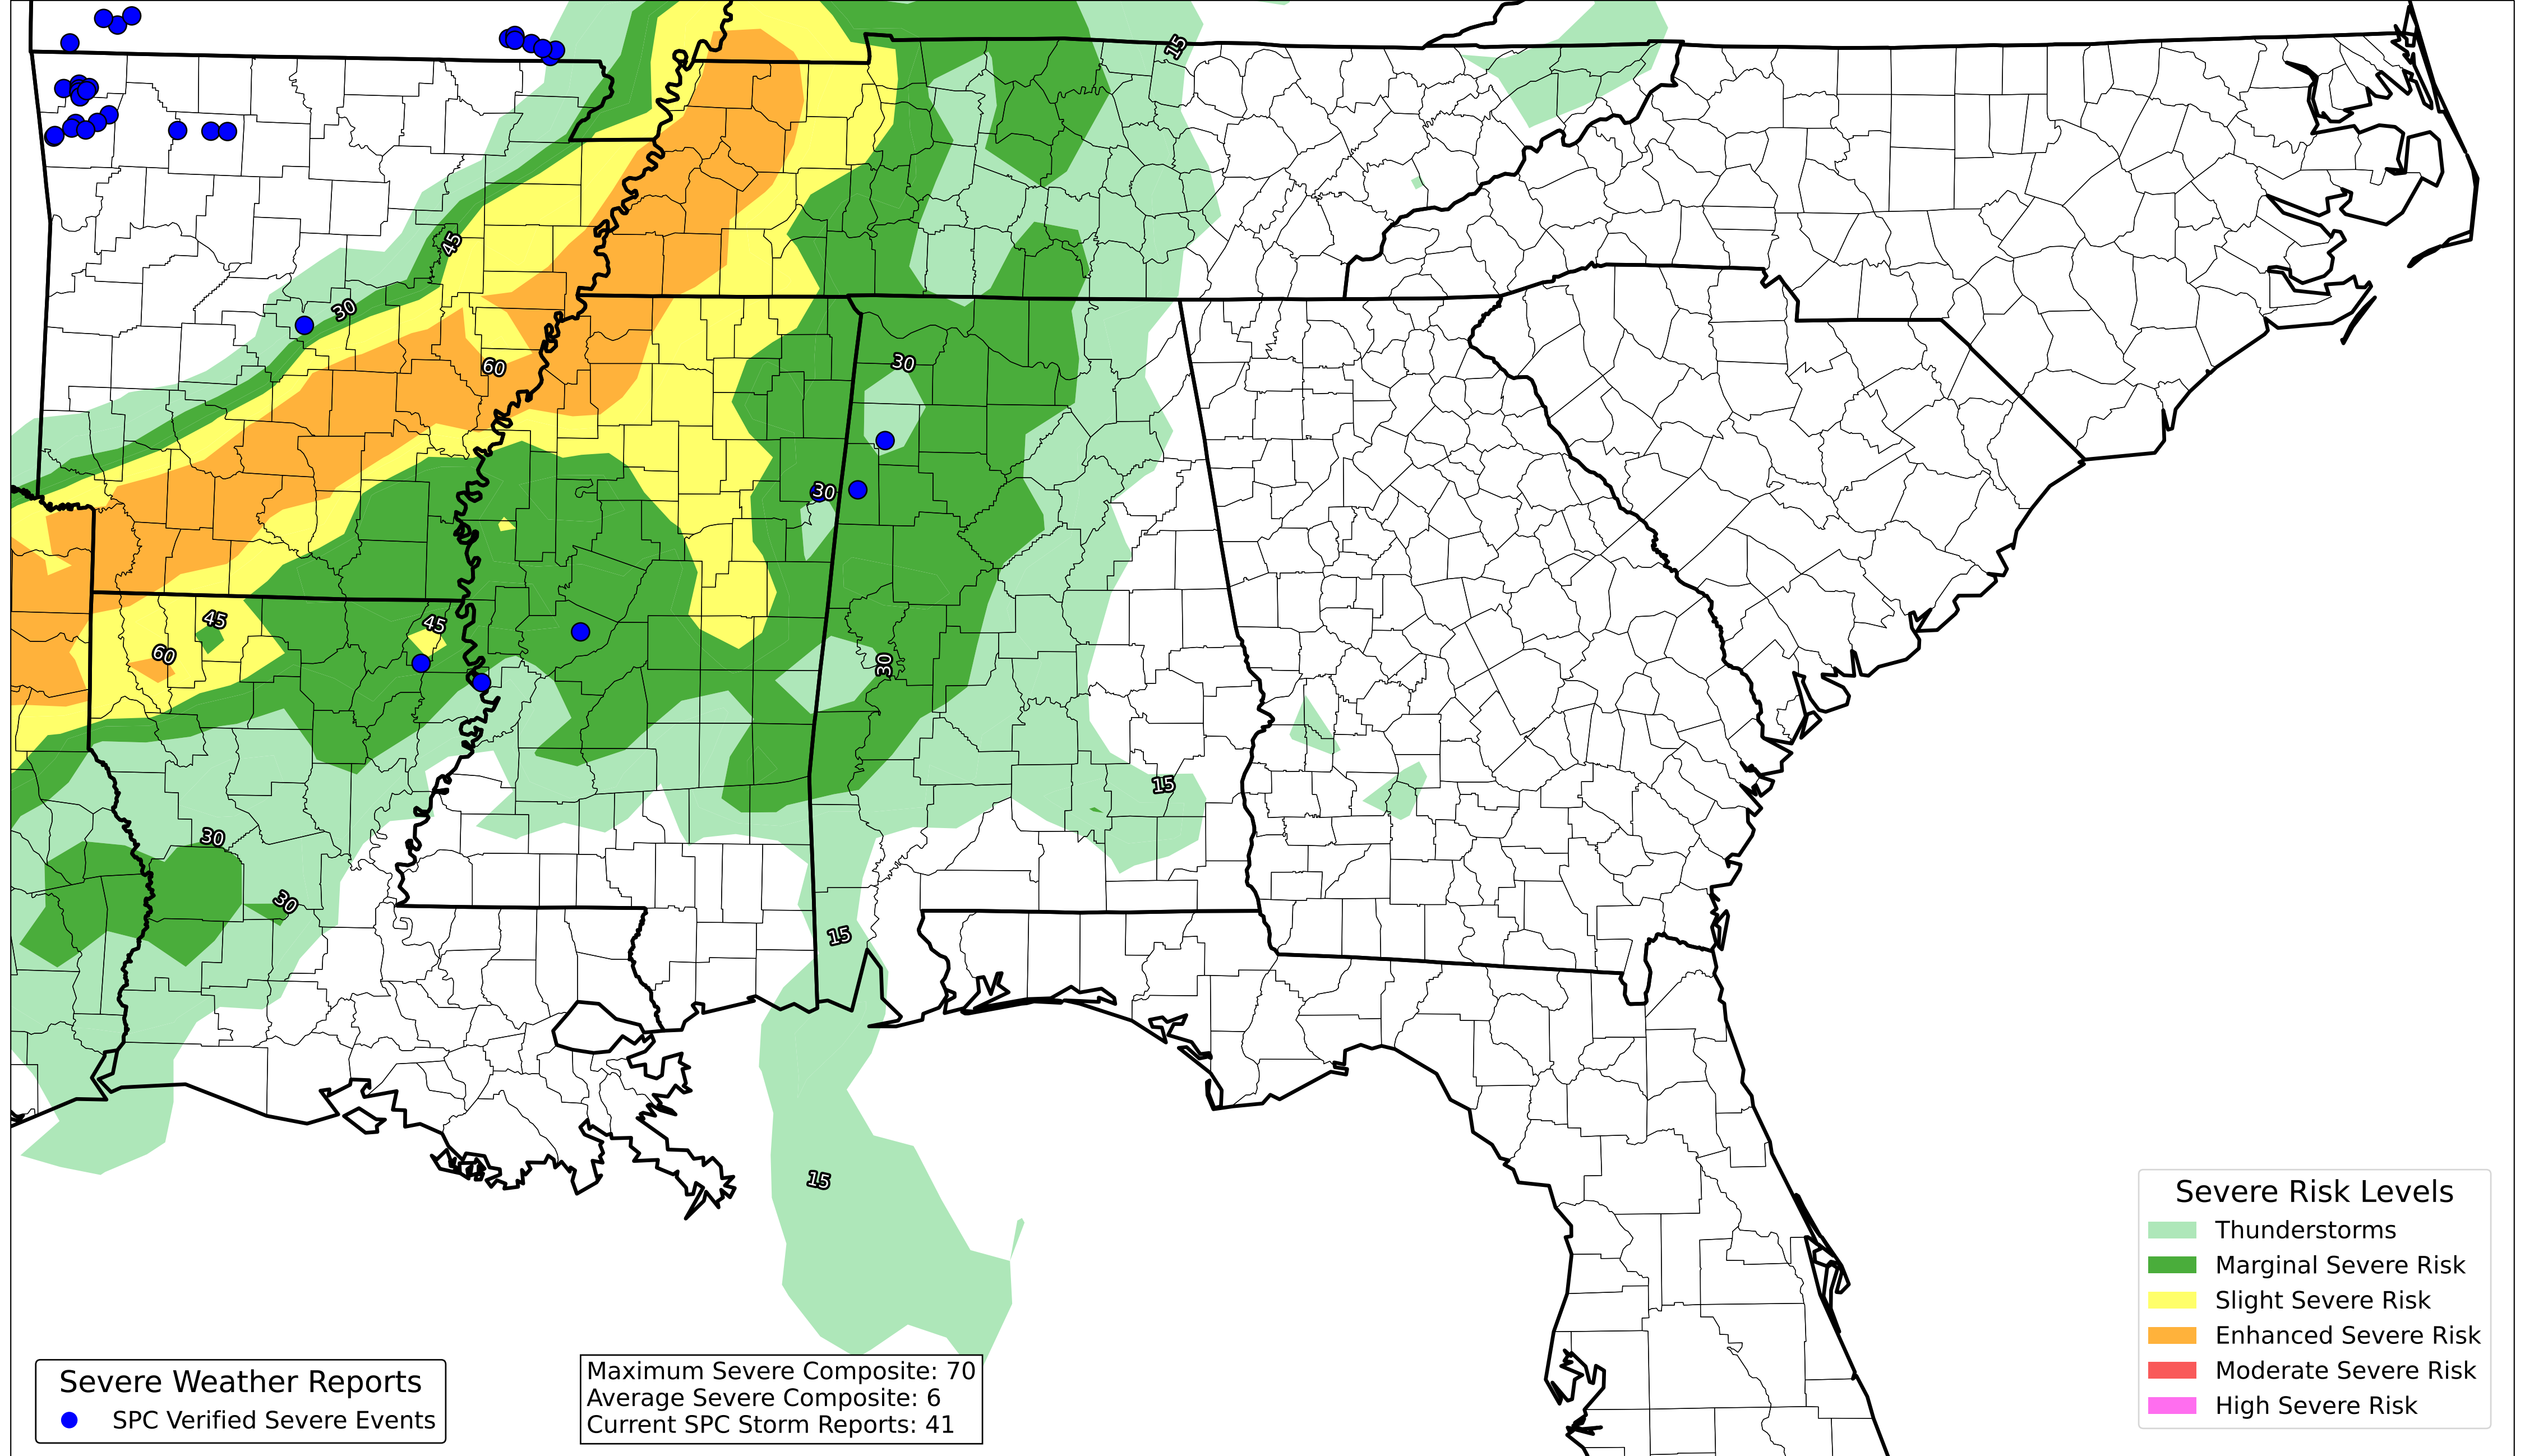 15
45
30
60
30
30
45
45
60
30
15
30
30
15
15
Severe Risk Levels
Thunderstorms
Marginal Severe Risk
Slight Severe Risk
Enhanced Severe Risk
Moderate Severe Risk
High Severe Risk
Severe Weather Reports
SPC Verified Severe Events
Maximum Severe Composite: 70
Average Severe Composite: 6
Current SPC Storm Reports: 41